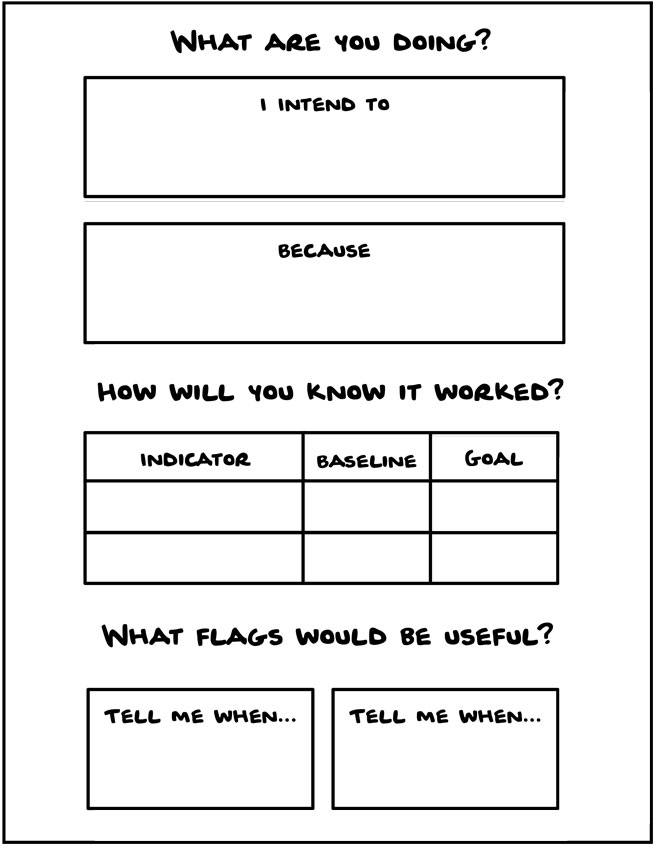 WHAT ARE YOU DOING?
I INTEND TO
BECAUSE
HOW WILL YOU KNOW IT WORKED?
INDICATOR BASELINE GOAL
WHAT FLAGS WOULD BE USEFUL?
TELL ME WHEN... TELL ME WHEN...